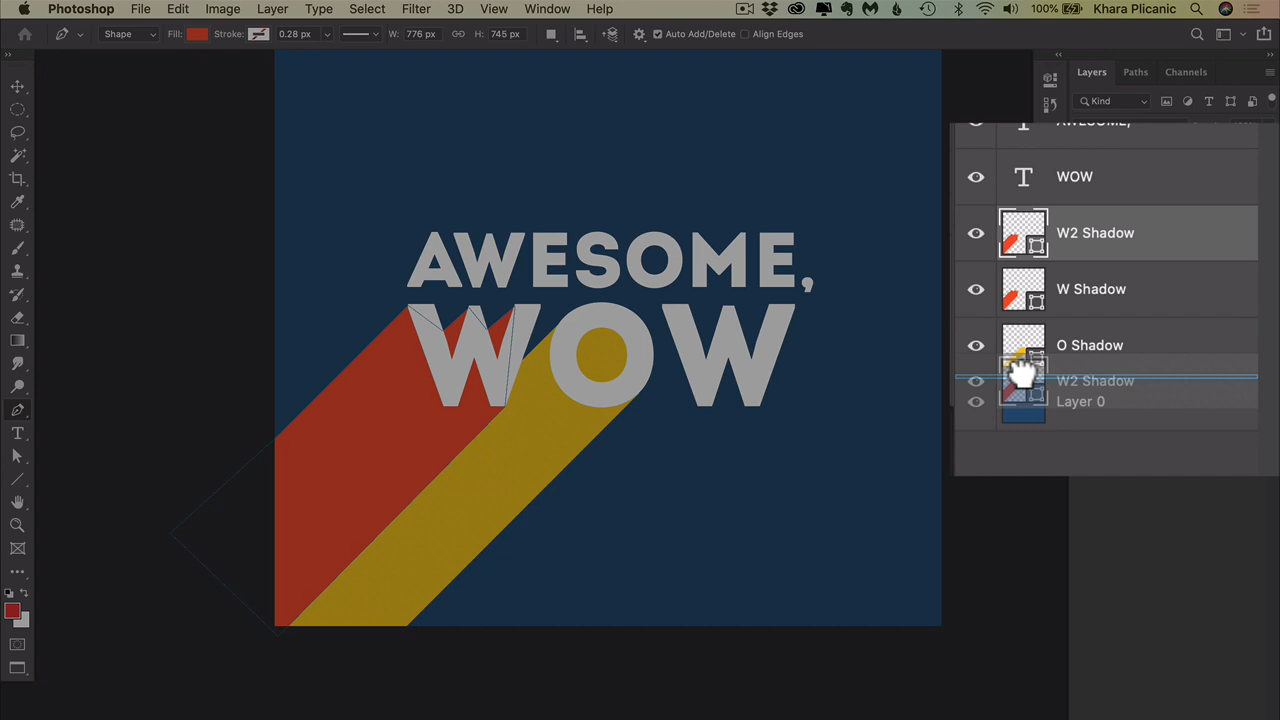 Photoshop File Edit Image Layer Type Select Filter 3D View Window Help 100% Khara Plicanic
Shape Fill: Stroke: 0.28 px W: 776 px H: 745 px Auto Add/Delete Align Edges
Layers Paths Channels
Kind
AWESOME,
WOW
W2 Shadow
W Shadow
O Shadow
W2 Shadow
Layer 0
AWESOME,
WOW